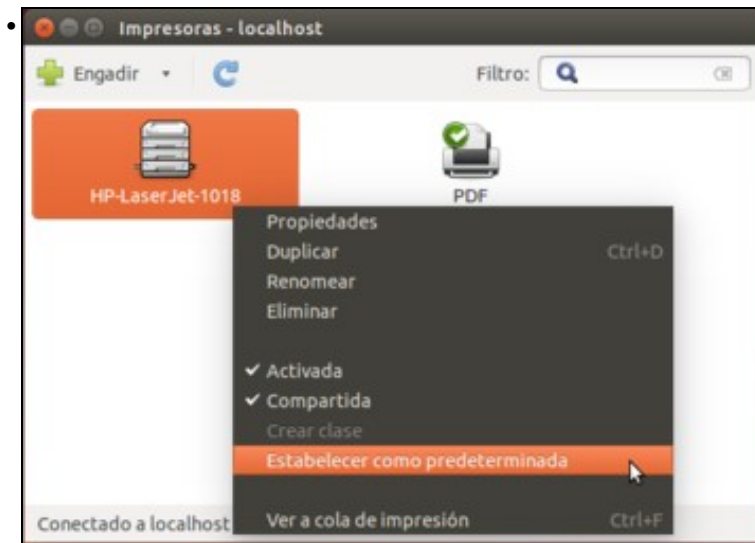 Impresoras - localhost
Engadir
Filtro:
HP-LaserJet-1018
PDF
Propiedades
Duplicar Ctrl+D
Renomear
Eliminar
Activada
Compartida
Crear clase
Estabelecer como predeterminada
Ver a cola de impresión Ctrl+F
Conectado a localhost